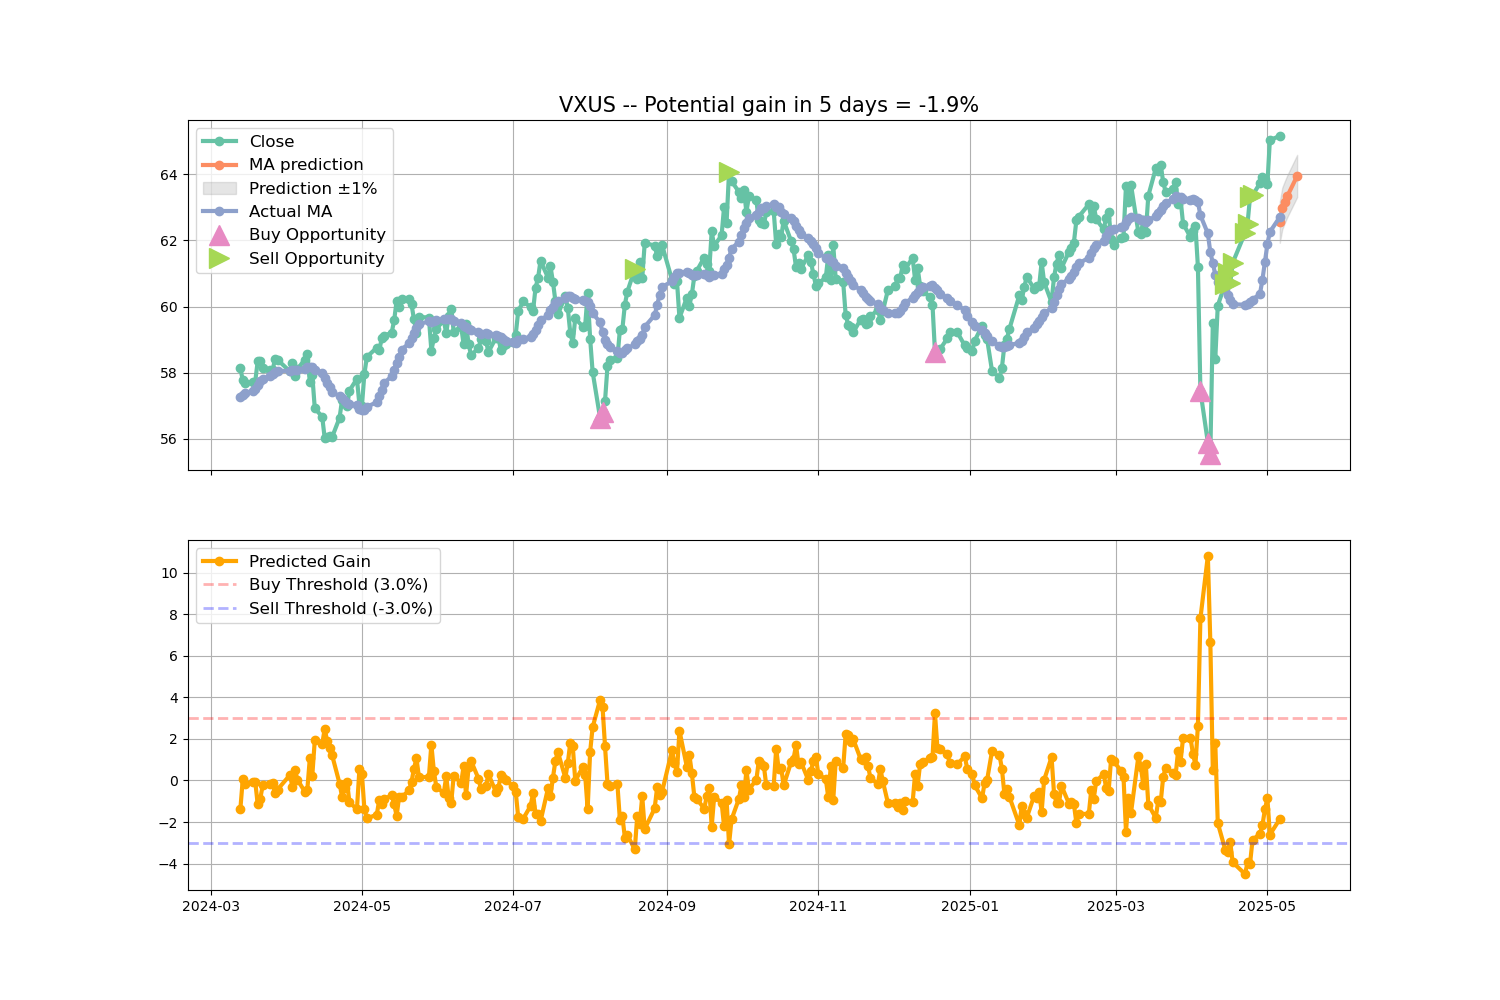 VXUS -- Potential gain in 5 days = -1.9%
Close
MA prediction
Prediction ±1%
Actual MA
Buy Opportunity
Sell Opportunity
64
62
60
58
56
Predicted Gain
Buy Threshold (3.0%)
Sell Threshold (-3.0%)
10
8
6
4
2
0
−2
−4
2024-03 2024-05 2024-07 2024-09 2024-11 2025-01 2025-03 2025-05